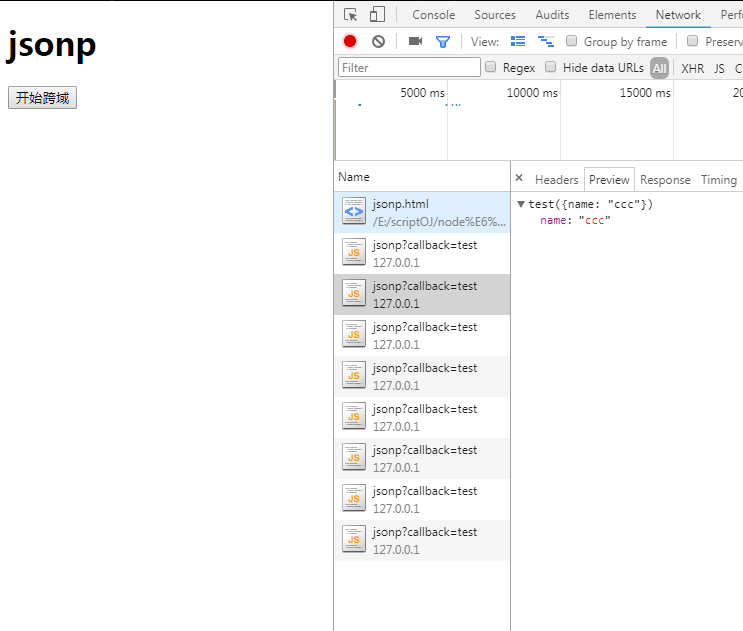 jsonp
开始跨域
Console Sources Audits Elements Network Perf
View: Group by frame Preserv
Filter Regex Hide data URLs All XHR JS C
5000 ms 10000 ms 15000 ms 20
Name
jsonp.html
/E:/scriptOJ/node%E6%...
jsonp?callback=test
127.0.0.1
jsonp?callback=test
127.0.0.1
jsonp?callback=test
127.0.0.1
jsonp?callback=test
127.0.0.1
jsonp?callback=test
127.0.0.1
jsonp?callback=test
127.0.0.1
jsonp?callback=test
127.0.0.1
jsonp?callback=test
127.0.0.1
× Headers Preview Response Timing
▼test({name: "ccc"})
name: "ccc"